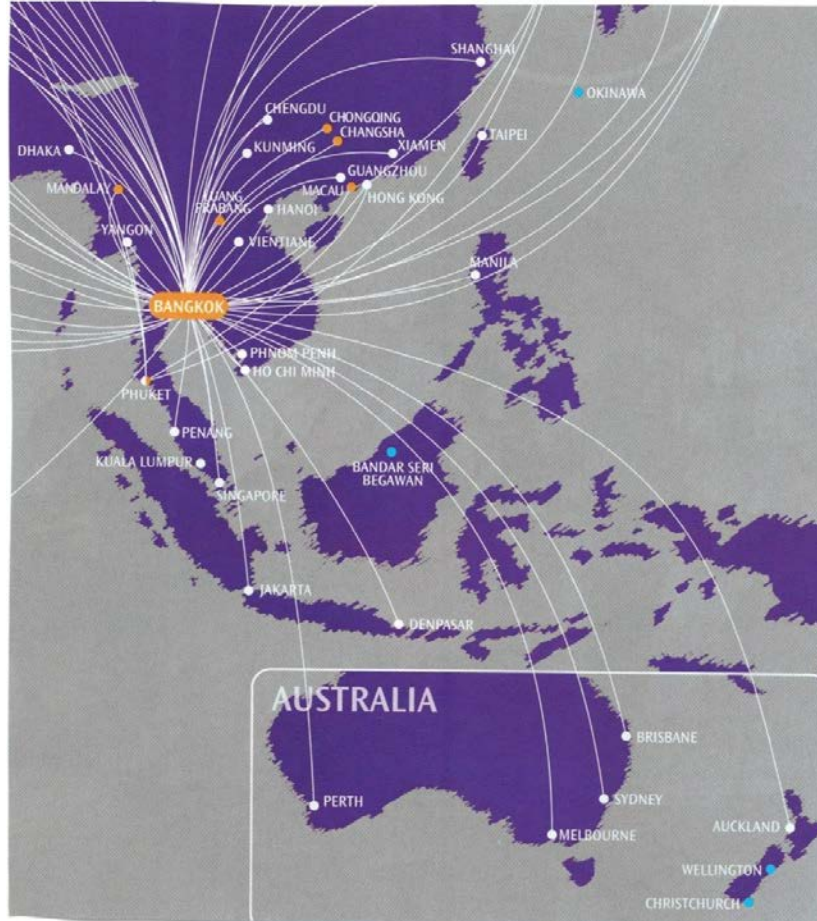 SHANGHAI
OKINAWA
CHENGDU
CHONGQING
CHANGSHA
TAIPEI
DHAKA
KUNMING
XIAMEN
GUANGZHOU
MANDALAY
LUANG
PRABANG
MACAU
HONG KONG
HANOI
YANGON
VIENTIANE
MANILA
BANGKOK
PHNOM PENH
HO CHI MINH
PHUKET
PENANG
KUALA LUMPUR
SINGAPORE
BANDAR SERI
BEGAWAN
JAKARTA
DENPASAR
AUSTRALIA
BRISBANE
PERTH
SYDNEY
MELBOURNE
AUCKLAND
WELLINGTON
CHRISTCHURCH